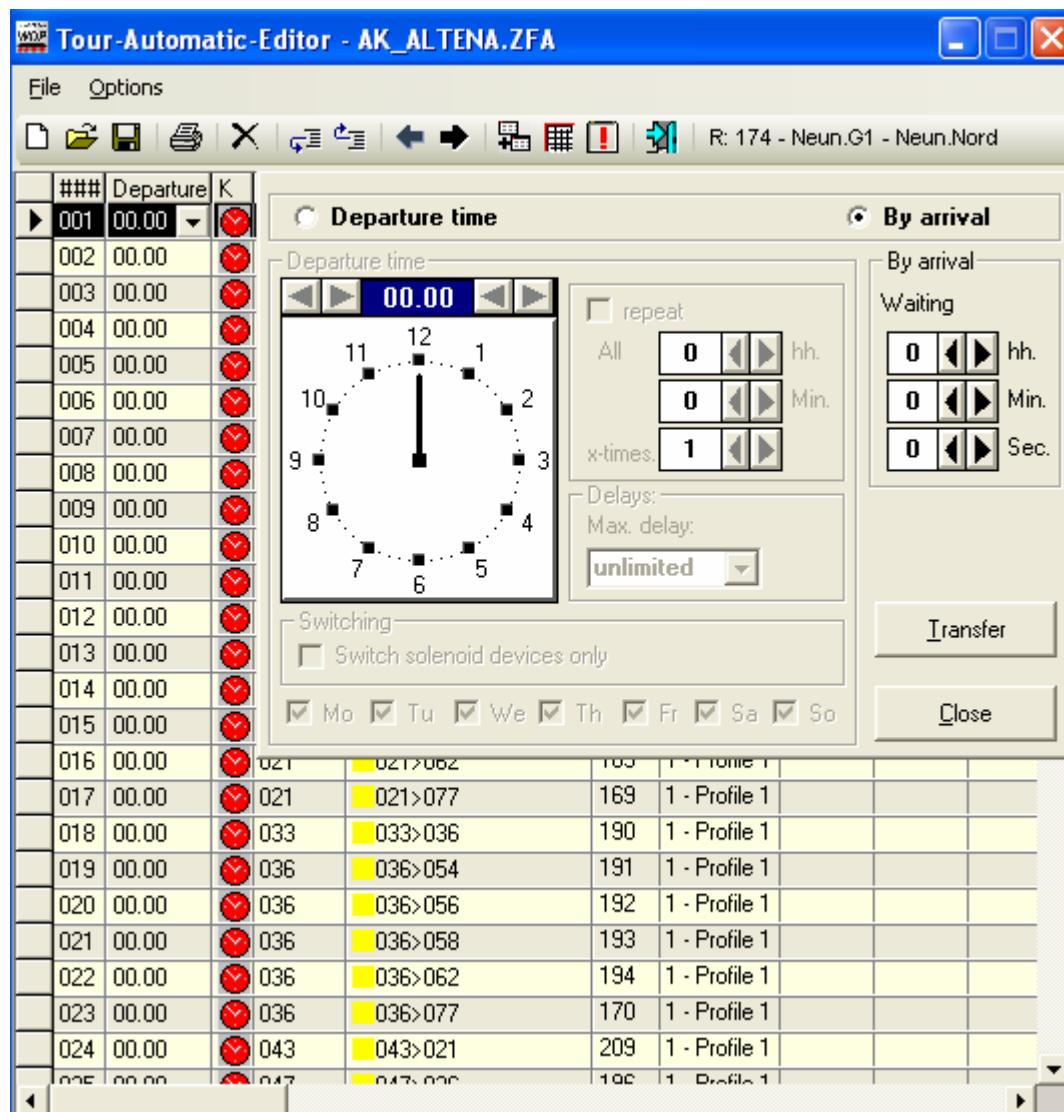 Tour-Automatic-Editor - AK_ALTENA.ZFA
File Options
R: 174 - Neun.G1 - Neun.Nord
### Departure K
001 00.00
002 00.00
003 00.00
004 00.00
005 00.00
006 00.00
007 00.00
008 00.00
009 00.00
010 00.00
011 00.00
012 00.00
013 00.00
014 00.00
015 00.00
Departure time
By arrival
Departure time
00.00
12
1
2
3
4
5
6
7
8
9
10
11
repeat
All 0 hh.
0 Min.
x-times. 1
Delays:
Max. delay:
unlimited
Switching
Switch solenoid devices only
Mo Tu We Th Fr Sa So
By arrival
Waiting
0 hh.
0 Min.
0 Sec.
Transfer
Close
016 00.00 021 021>062 1 - Profile 1
017 00.00 021 021>077 169 1 - Profile 1
018 00.00 033 033>036 190 1 - Profile 1
019 00.00 036 036>054 191 1 - Profile 1
020 00.00 036 036>056 192 1 - Profile 1
021 00.00 036 036>058 193 1 - Profile 1
022 00.00 036 036>062 194 1 - Profile 1
023 00.00 036 036>077 170 1 - Profile 1
024 00.00 043 043>021 209 1 - Profile 1